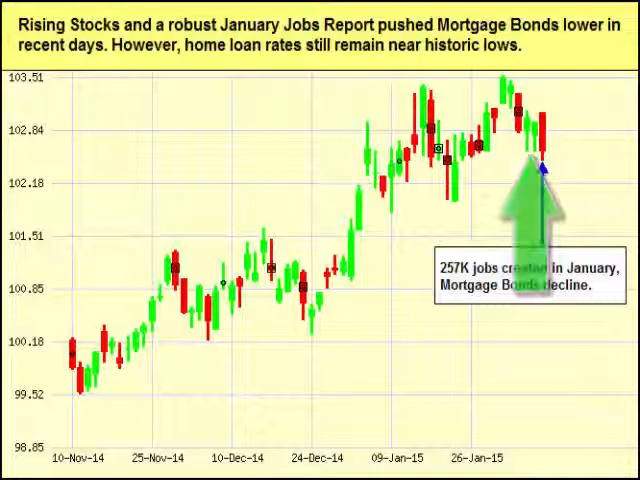 Rising Stocks and a robust January Jobs Report pushed Mortgage Bonds lower in
recent days. However, home loan rates still remain near historic lows.
103.51
102.84
102.18
101.51
257K jobs created in January,
Mortgage Bonds decline.
100.85
100.18
99.52
98.85
10-Nov-14 25-Nov-14 10-Dec-14 24-Dec-14 09-Jan-15 26-Jan-15